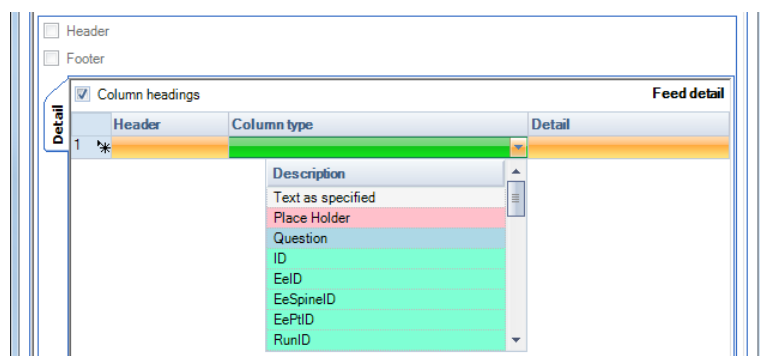 Header
Footer
Column headings Feed detail
Detail
Header Column type Detail
1
Description
Text as specified
Place Holder
Question
ID
EeID
EeSpineID
EePtID
RunID